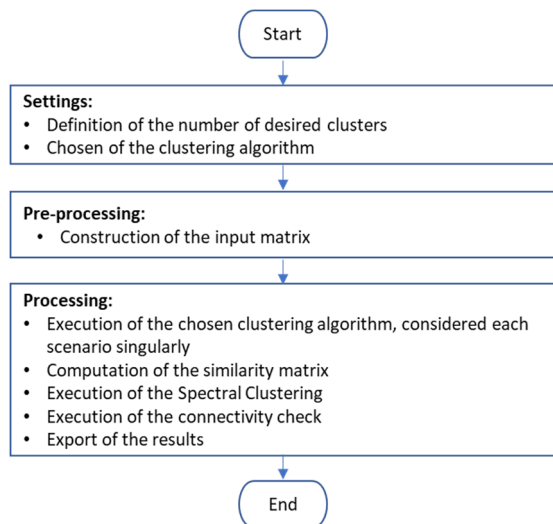 Start
Settings:
• Definition of the number of desired clusters
• Chosen of the clustering algorithm
Pre-processing:
• Construction of the input matrix
Processing:
• Execution of the chosen clustering algorithm, considered each
scenario singularly
• Computation of the similarity matrix
• Execution of the Spectral Clustering
• Execution of the connectivity check
• Export of the results
End